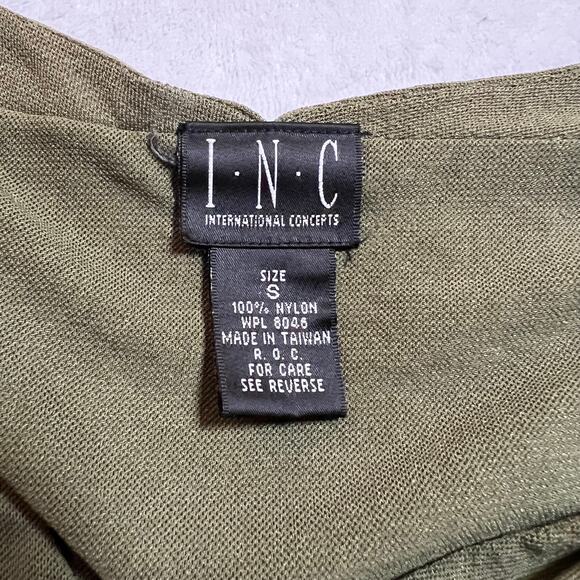 I·N·C
INTERNATIONAL CONCEPTS
SIZE
S
100% NYLON
WPL 8046
MADE IN TAIWAN
R. O. C.
FOR CARE
SEE REVERSE